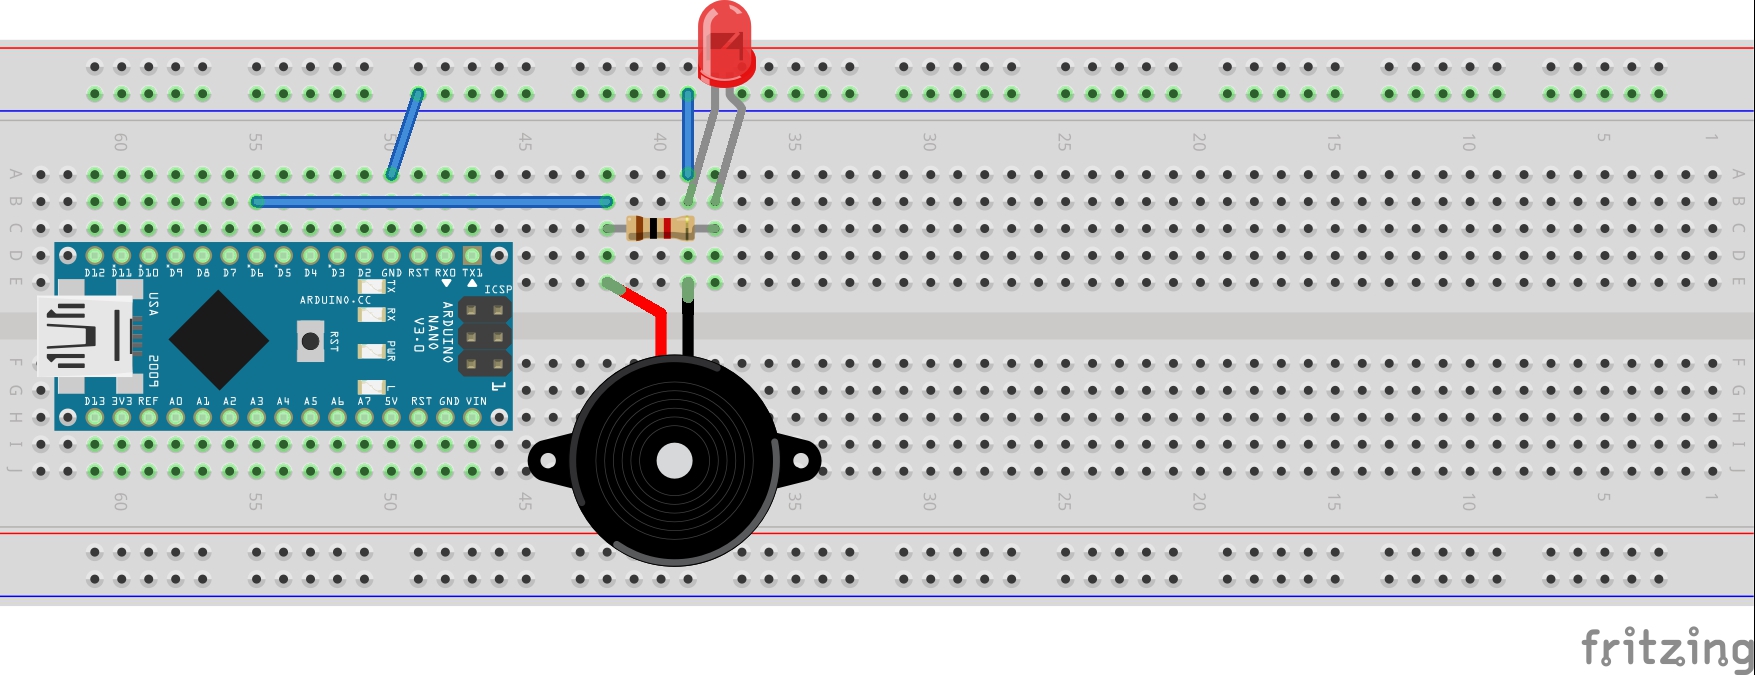 60 55 50 45 40 35 30 25 20 15 10 5 1
A A
B B
C C
D D
E E
D12 D11 D10 D9 D8 D7 D6 D5 D4 D3 D2 GND RST RX0 TX1
ICSP
ARDUINO.CC
TX
RX
PWR
L
RST
USA
2009
ARDUINO
NANO
V3.0
1
D13 3V3 REF A0 A1 A2 A3 A4 A5 A6 A7 5V RST GND VIN
F F
G G
H H
I I
J J
60 55 50 45 35 30 25 20 15 10 5 1
fritzing